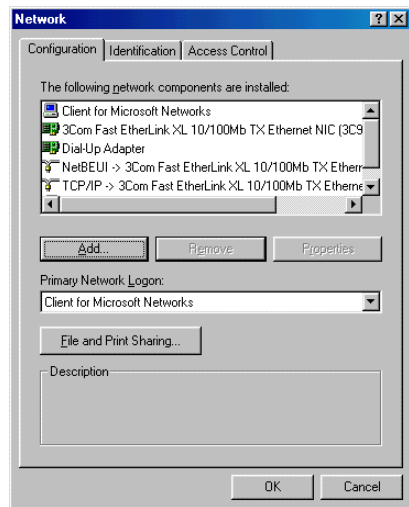 Network
Configuration Identification Access Control
The following network components are installed:
Client for Microsoft Networks
3Com Fast EtherLink XL 10/100Mb TX Ethernet NIC (3C9
Dial-Up Adapter
NetBEUI -> 3Com Fast EtherLink XL 10/100Mb TX Ethern
TCP/IP -> 3Com Fast EtherLink XL 10/100Mb TX Etherne
Add... Remove Properties
Primary Network Logon:
Client for Microsoft Networks
File and Print Sharing...
Description
OK Cancel